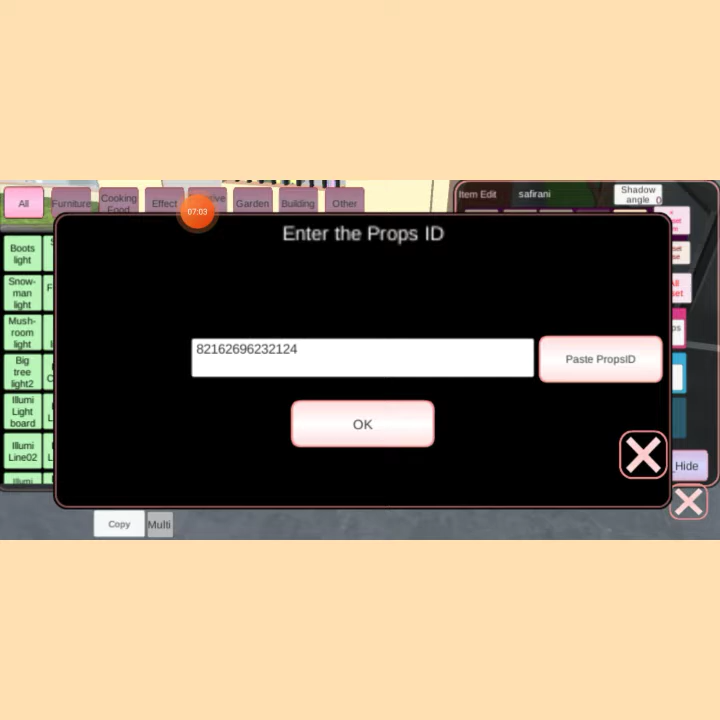 Item Edit
safirani
Shadow
angle 0
All
Furniture
Cooking
Food
Effect
Garden
Building
Other
07:03
Enter the Props ID
Boots
light
Snow-
man
light
Mush-
room
light
Big
tree
light2
Illumi
Light
board
Illumi
Line02
Illumi
82162696232124
Paste PropsID
OK
Hide
Copy
Multi